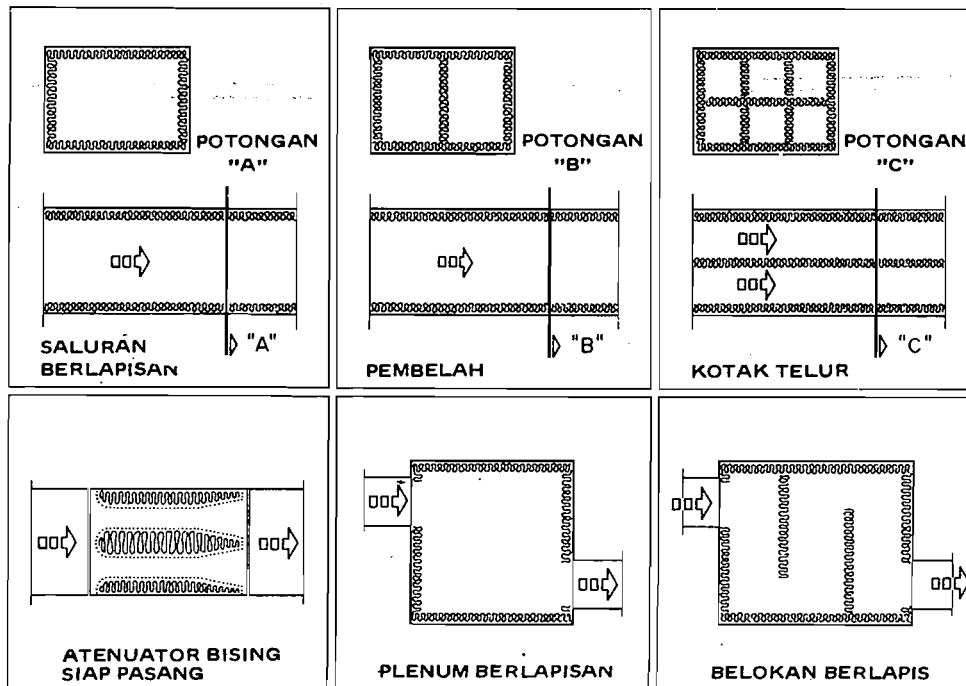 POTONGAN
"A"
"A"
SALURAN
BERLAPISAN
POTONGAN
"B"
"B"
PEMBELAH
POTONGAN
"C"
"C"
KOTAK TELUR
ATENUATOR BISING
SIAP PASANG
PLENUM BERLAPISAN
BELOKAN BERLAPIS